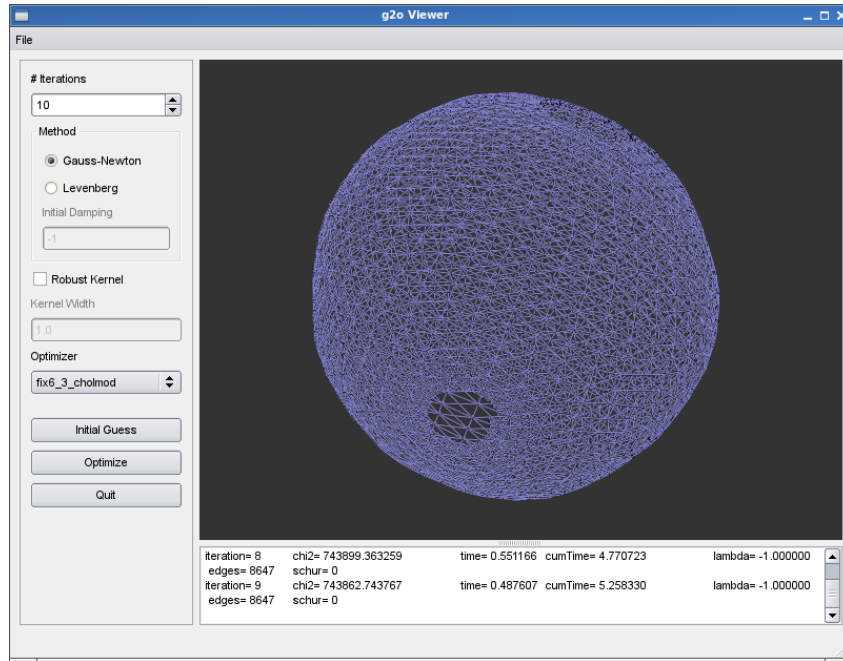 g2o Viewer
File
# Iterations
10
Method
Gauss-Newton
Levenberg
Initial Damping
-1
Robust Kernel
Kernel Width
1.0
Optimizer
fix6_3_cholmod
Initial Guess
Optimize
Quit
iteration= 8 chi2= 743899.363259 time= 0.551166 cumTime= 4.770723 lambda= -1.000000
edges= 8647 schur= 0
iteration= 9 chi2= 743862.743767 time= 0.487607 cumTime= 5.258330 lambda= -1.000000
edges= 8647 schur= 0